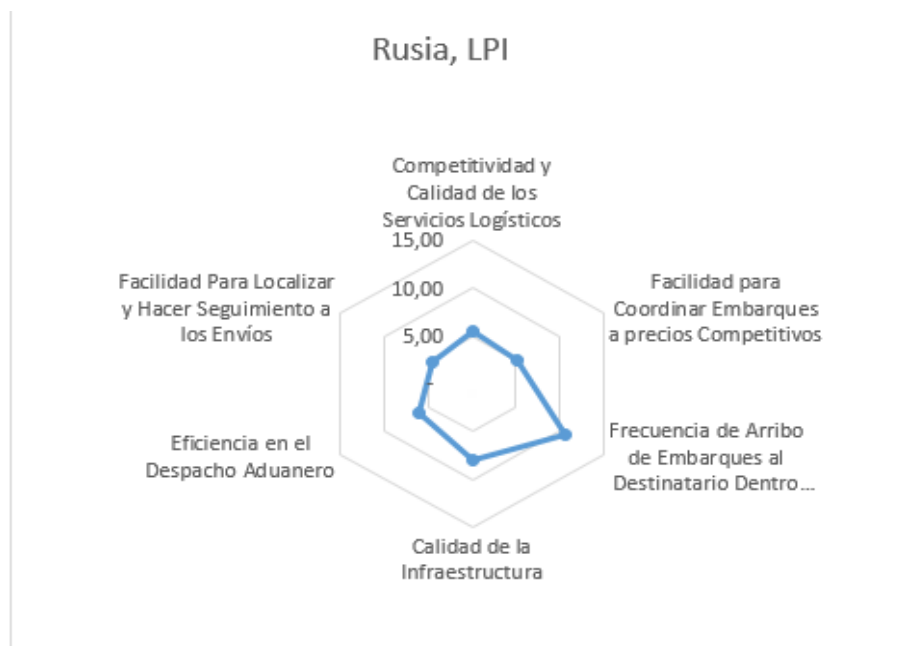 Rusia, LPI
Competitividad y
Calidad de los
Servicios Logísticos
15,00
10,00
5,00
-
Facilidad para
Coordinar Embarques
a precios Competitivos
Frecuencia de Arribo
de Embarques al
Destinatario Dentro...
Calidad de la
Infraestructura
Eficiencia en el
Despacho Aduanero
Facilidad Para Localizar
y Hacer Seguimiento a
los Envíos